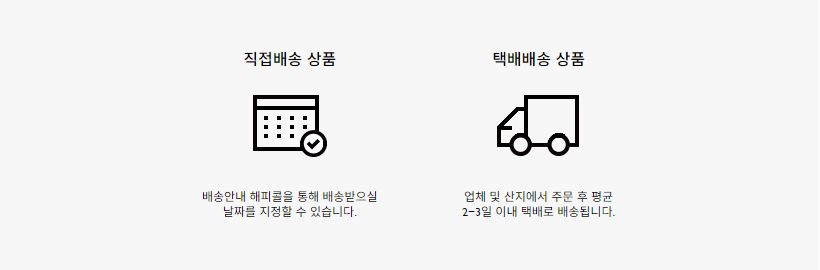 직접배송 상품
택배배송 상품
배송안내 해피콜을 통해 배송받으실
날짜를 지정할 수 있습니다.
업체 및 산지에서 주문 후 평균
2-3일 이내 택배로 배송됩니다.